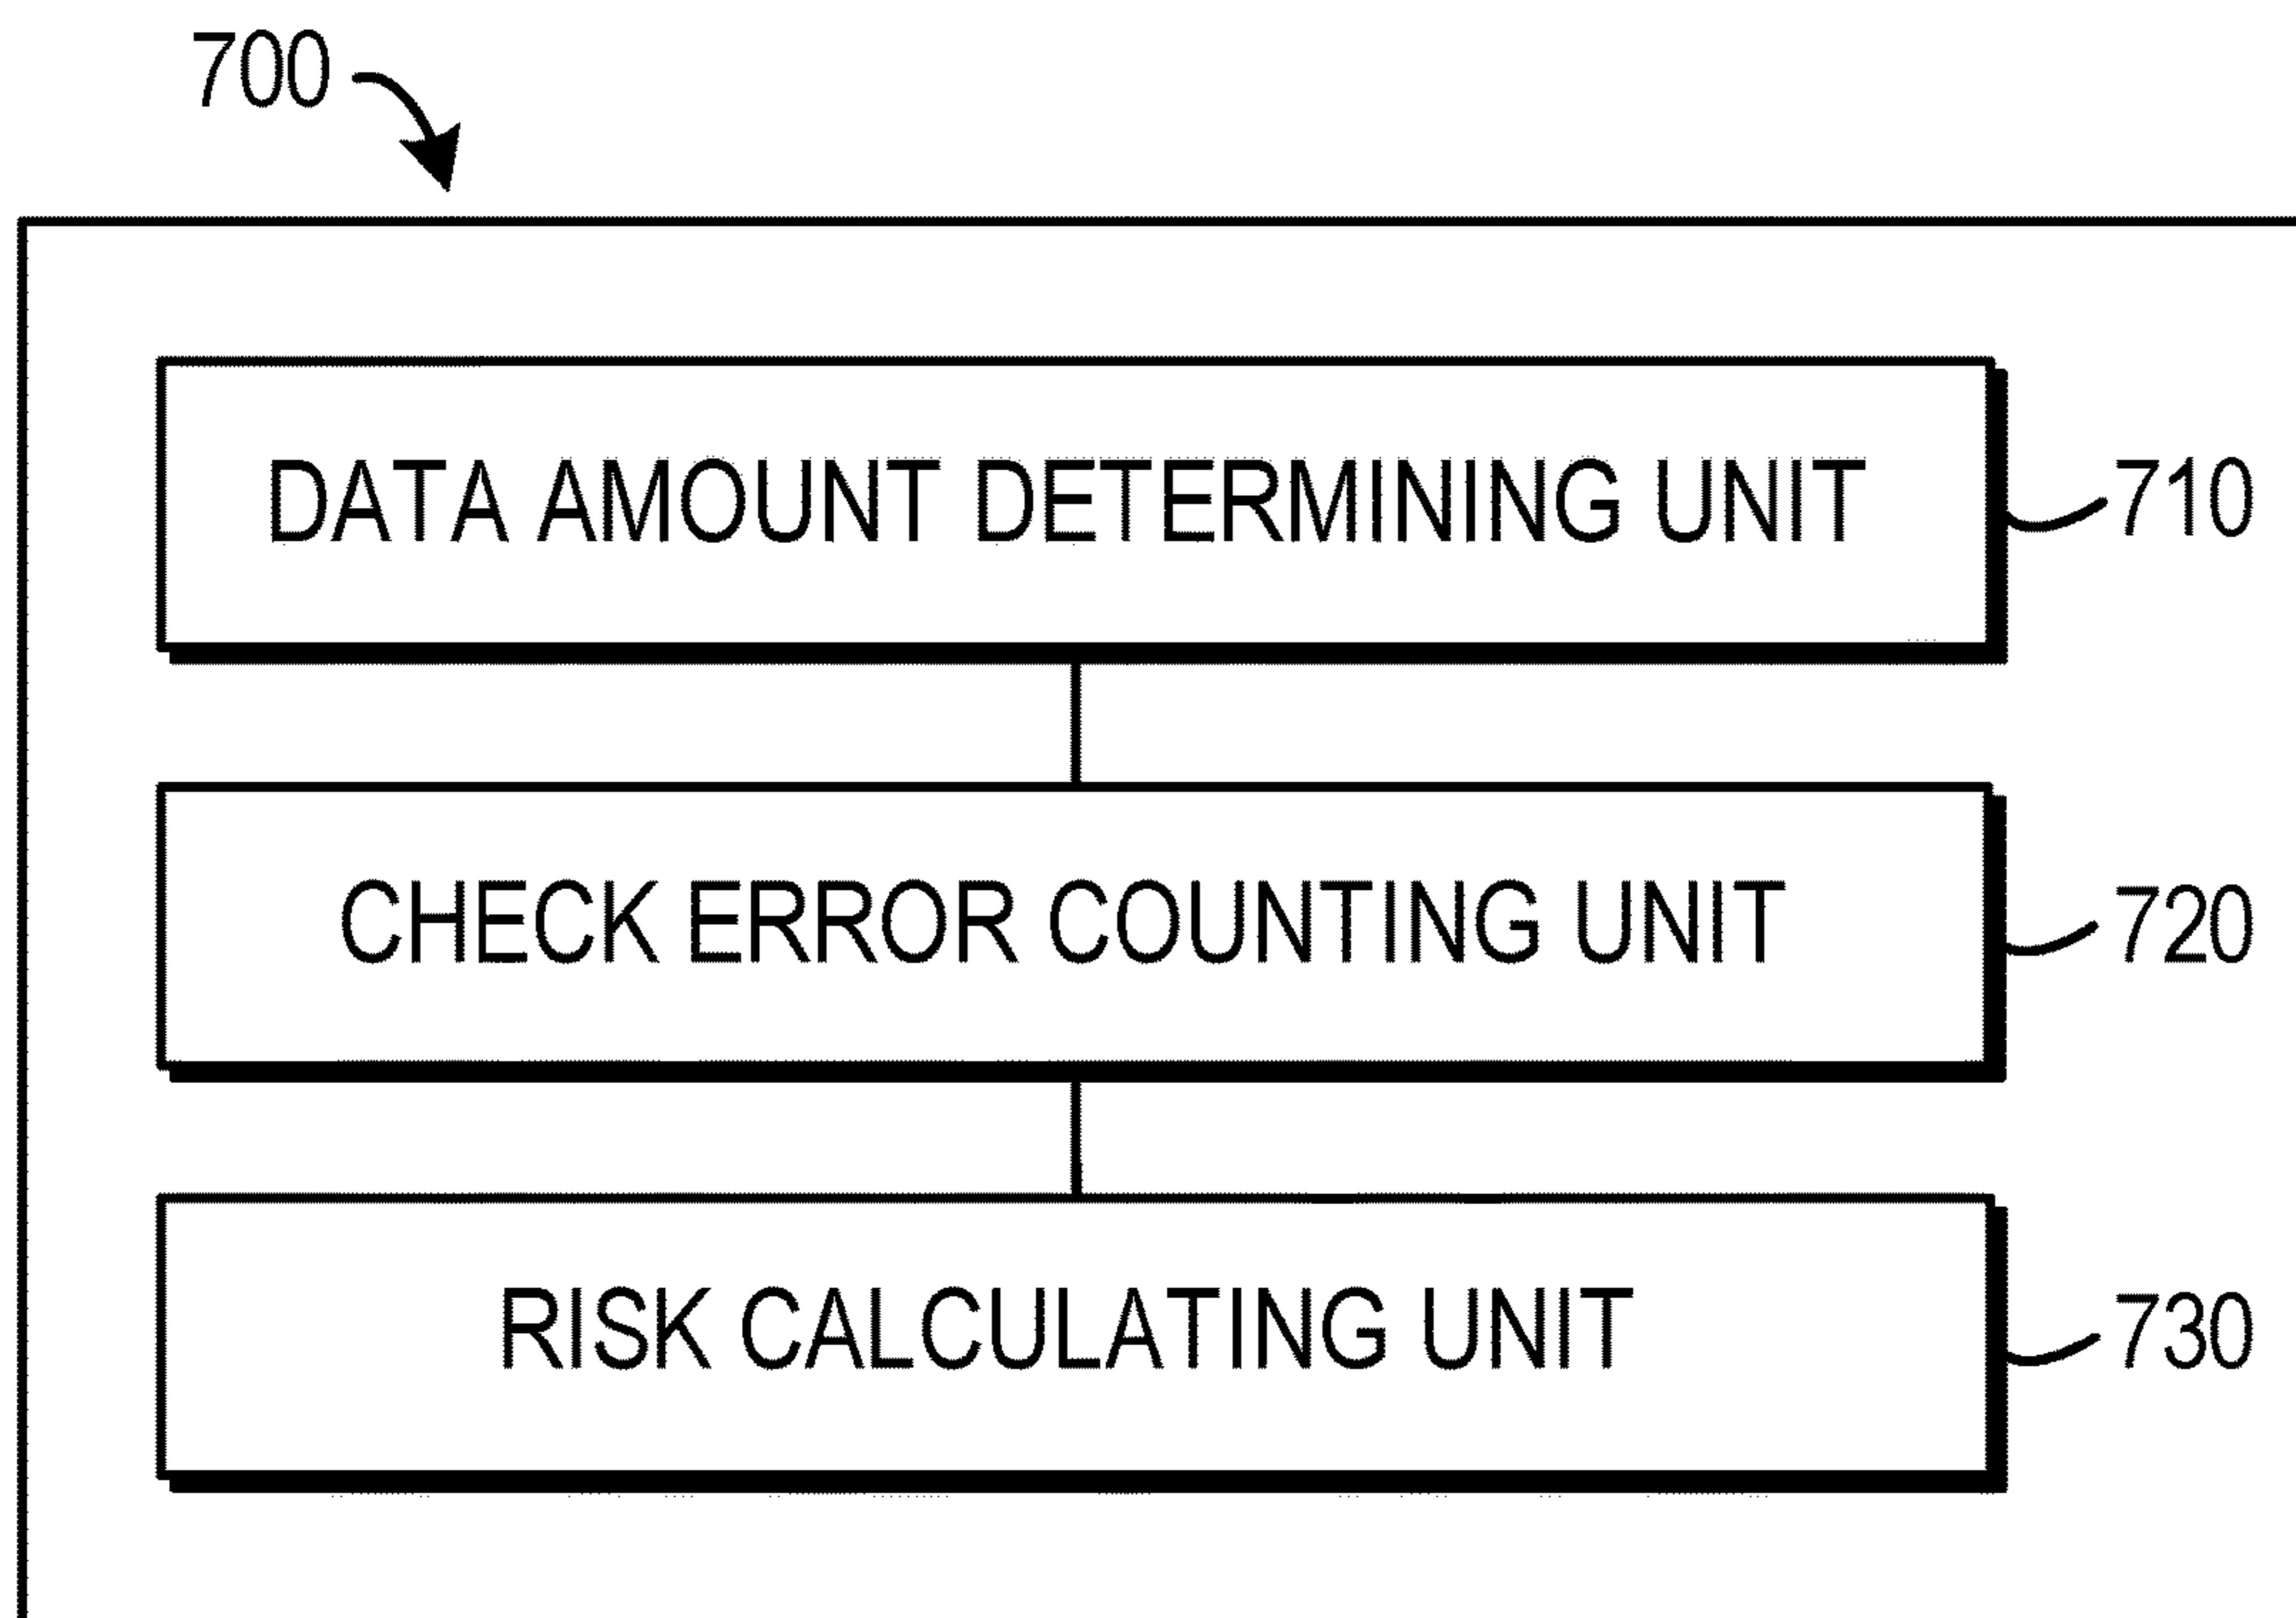 700
DATA AMOUNT DETERMINING UNIT
710
CHECK ERROR COUNTING UNIT
720
RISK CALCULATING UNIT
730